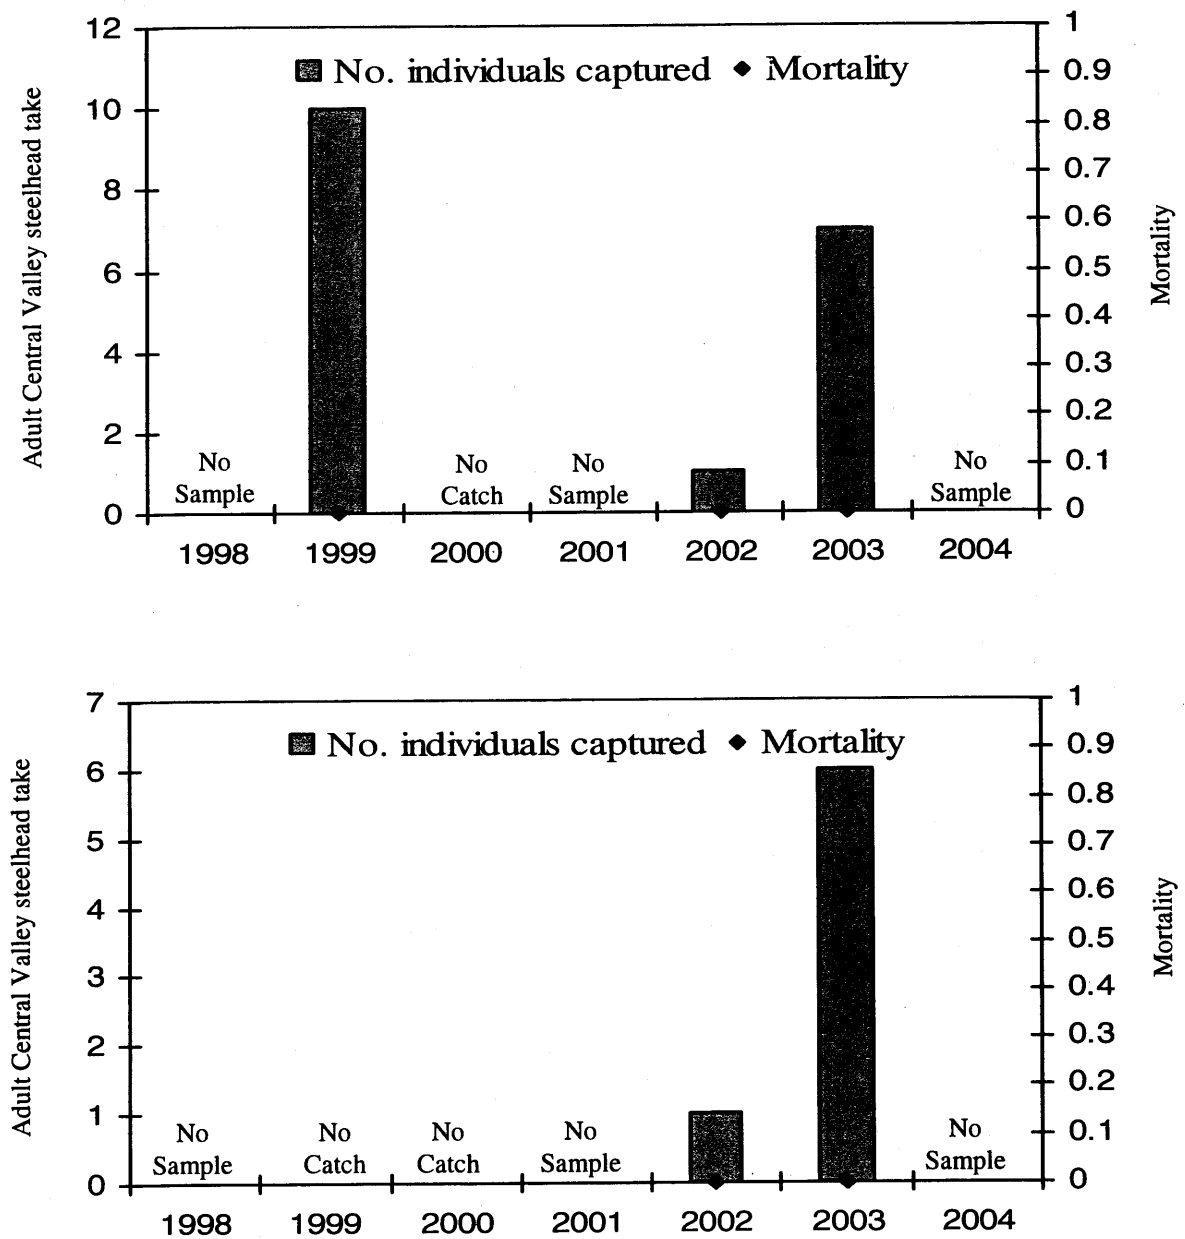 12
10
8
6
4
2
0
Adult Central Valley steelhead take
No. individuals captured
Mortality
1
0.9
0.8
0.7
0.6
0.5
0.4
0.3
0.2
0.1
0
Mortality
No
Sample
No
Catch
No
Sample
No
Sample
1998 1999 2000 2001 2002 2003 2004
7
6
5
4
3
2
1
0
Adult Central Valley steelhead take
No. individuals captured
Mortality
1
0.9
0.8
0.7
0.6
0.5
0.4
0.3
0.2
0.1
0
Mortality
No
Sample
No
Catch
No
Catch
No
Sample
No
Sample
1998 1999 2000 2001 2002 2003 2004